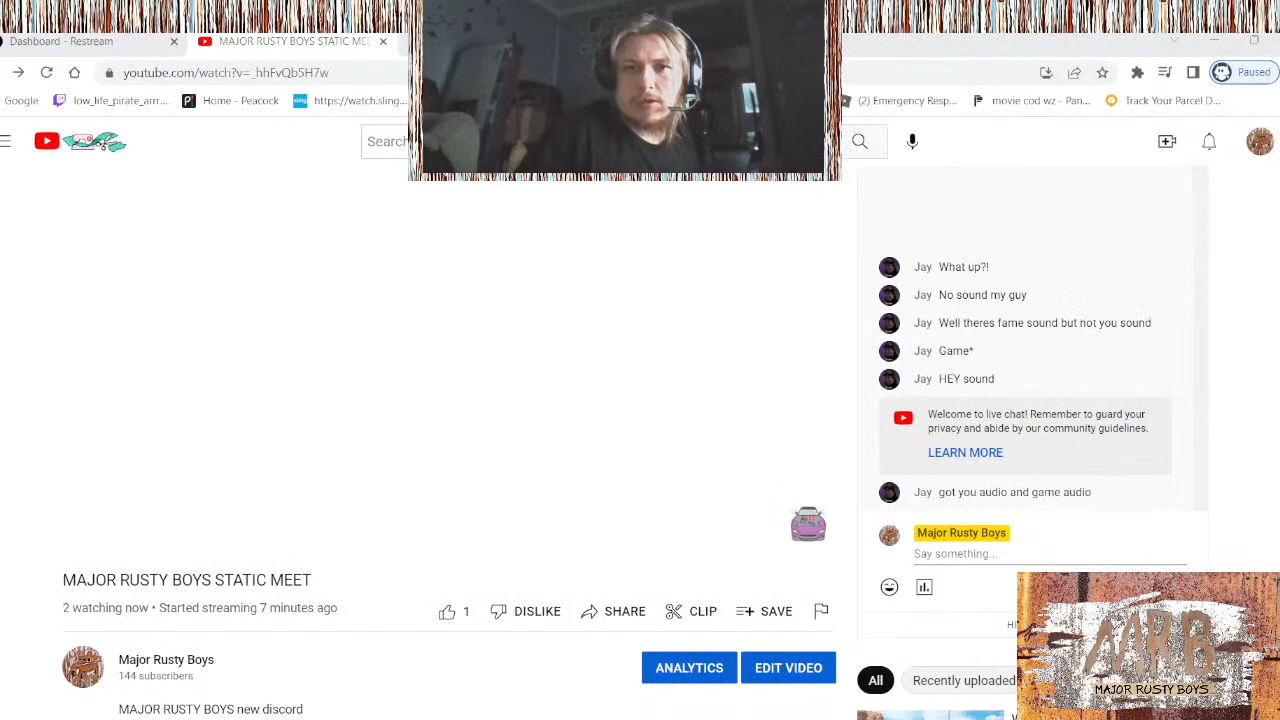 Dashboard - Restream
MAJOR RUSTY BOYS STATIC MEE
youtube.com/watch?v=_hhFvQb5H7w
Paused
Google
low_life_pirate_arrr...
Home - Peacock
sling
https://watch.sling...
(2) Emergency Resp...
movie cod wz - Pan...
Track Your Parcel D...
Search
Jay What up?!
Jay No sound my guy
Jay Well theres fame sound but not you sound
Jay Game*
Jay HEY sound
Welcome to live chat! Remember to guard your
privacy and abide by our community guidelines.
LEARN MORE
Jay got you audio and game audio
Major Rusty Boys
Say something...
MAJOR RUSTY BOYS STATIC MEET
2 watching now • Started streaming 7 minutes ago
1
DISLIKE
SHARE
CLIP
SAVE
HI
Major Rusty Boys
144 subscribers
ANALYTICS
EDIT VIDEO
All
Recently uploaded
MAJOR RUSTY BOYS
MAJOR RUSTY BOYS new discord